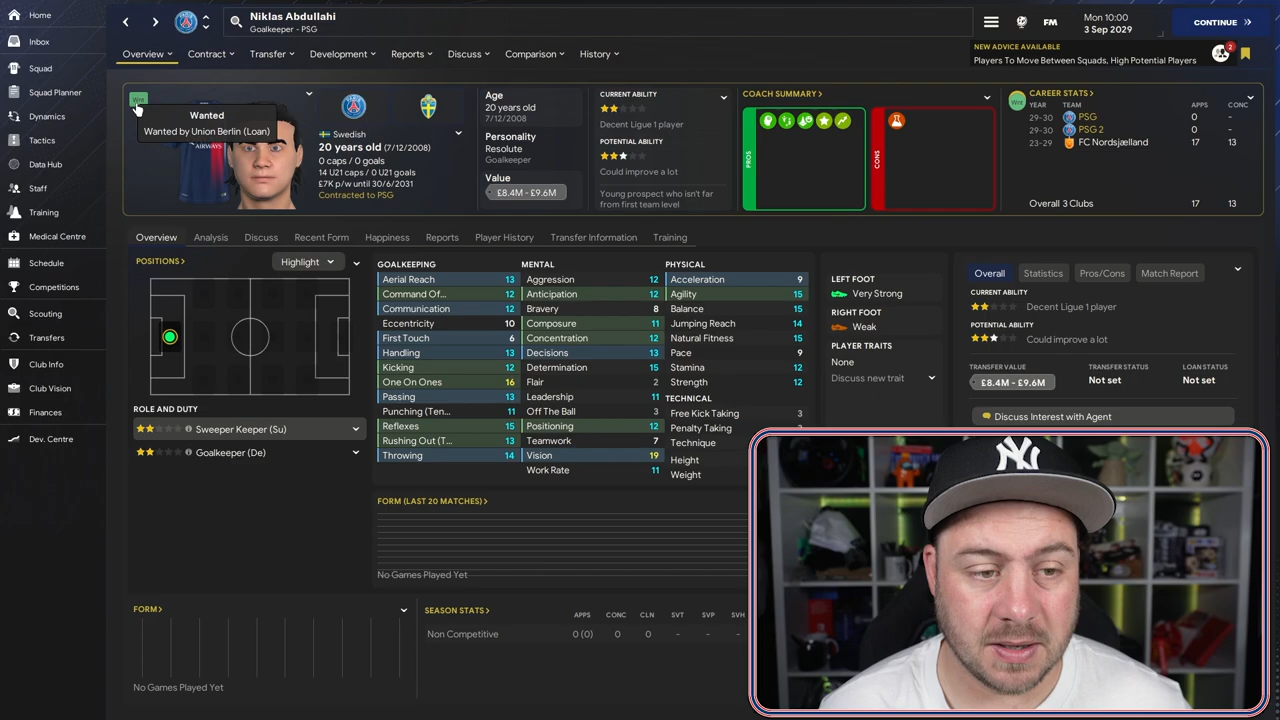 Home
Inbox
Squad
Squad Planner
Dynamics
Tactics
Data Hub
Staff
Training
Medical Centre
Schedule
Competitions
Scouting
Transfers
Club Info
Club Vision
Finances
Dev. Centre
Niklas Abdullahi
Goalkeeper - PSG
FM
Mon 10:00
3 Sep 2029
CONTINUE
Overview
Contract
Transfer
Development
Reports
Discuss
Comparison
History
NEW ADVICE AVAILABLE
Players To Move Between Squads, High Potential Players
2
Wnt
Wanted
Wanted by Union Berlin (Loan)
AIRWAYS
Swedish
20 years old (7/12/2008)
0 caps / 0 goals
14 U21 caps / 0 U21 goals
£7K p/w until 30/6/2031
Contracted to PSG
Age
20 years old
7/12/2008
Personality
Resolute
Goalkeeper
Value
£8.4M - £9.6M
CURRENT ABILITY
Decent Ligue 1 player
POTENTIAL ABILITY
Could improve a lot
Young prospect who isn't far from first team level
COACH SUMMARY >
PROS
CONS
Wnt
CAREER STATS >
YEAR TEAM APPS CONC
29-30 PSG 0 -
29-30 PSG 2 0 -
23-29 FC Nordsjælland 17 13
Overall 3 Clubs 17 13
Overview
Analysis
Discuss
Recent Form
Happiness
Reports
Player History
Transfer Information
Training
POSITIONS >
Highlight
ROLE AND DUTY
Sweeper Keeper (Su)
Goalkeeper (De)
GOALKEEPING
Aerial Reach 13
Command Of... 12
Communication 12
Eccentricity 10
First Touch 6
Handling 13
Kicking 12
One On Ones 16
Passing 13
Punching (Ten... 11
Reflexes 15
Rushing Out (T... 13
Throwing 14
MENTAL
Aggression 12
Anticipation 12
Bravery 8
Composure 11
Concentration 12
Decisions 13
Determination 15
Flair 2
Leadership 11
Off The Ball 3
Positioning 12
Teamwork 7
Vision 19
Work Rate 11
PHYSICAL
Acceleration 9
Agility 15
Balance 15
Jumping Reach 14
Natural Fitness 15
Pace 9
Stamina 12
Strength 12
TECHNICAL
Free Kick Taking 3
Penalty Taking
Technique
Height
Weight
LEFT FOOT
Very Strong
RIGHT FOOT
Weak
PLAYER TRAITS
None
Discuss new trait
Overall
Statistics
Pros/Cons
Match Report
CURRENT ABILITY
Decent Ligue 1 player
POTENTIAL ABILITY
Could improve a lot
TRANSFER VALUE TRANSFER STATUS LOAN STATUS
£8.4M - £9.6M Not set Not set
Discuss Interest with Agent
FORM (LAST 20 MATCHES) >
No Games Played Yet
FORM >
No Games Played Yet
SEASON STATS >
APPS CONC CLN SVT SVP SVH
Non Competitive 0 (0) 0 0 - - -
NY